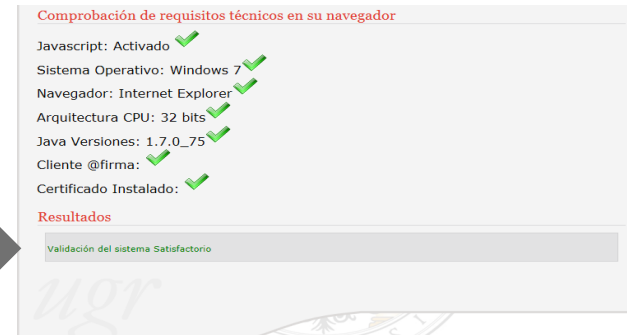 Comprobación de requisitos técnicos en su navegador
Javascript: Activado
Sistema Operativo: Windows 7
Navegador: Internet Explorer
Arquitectura CPU: 32 bits
Java Versiones: 1.7.0_75
Cliente @firma:
Certificado Instalado:
Resultados
Validación del sistema Satisfactorio
ugr